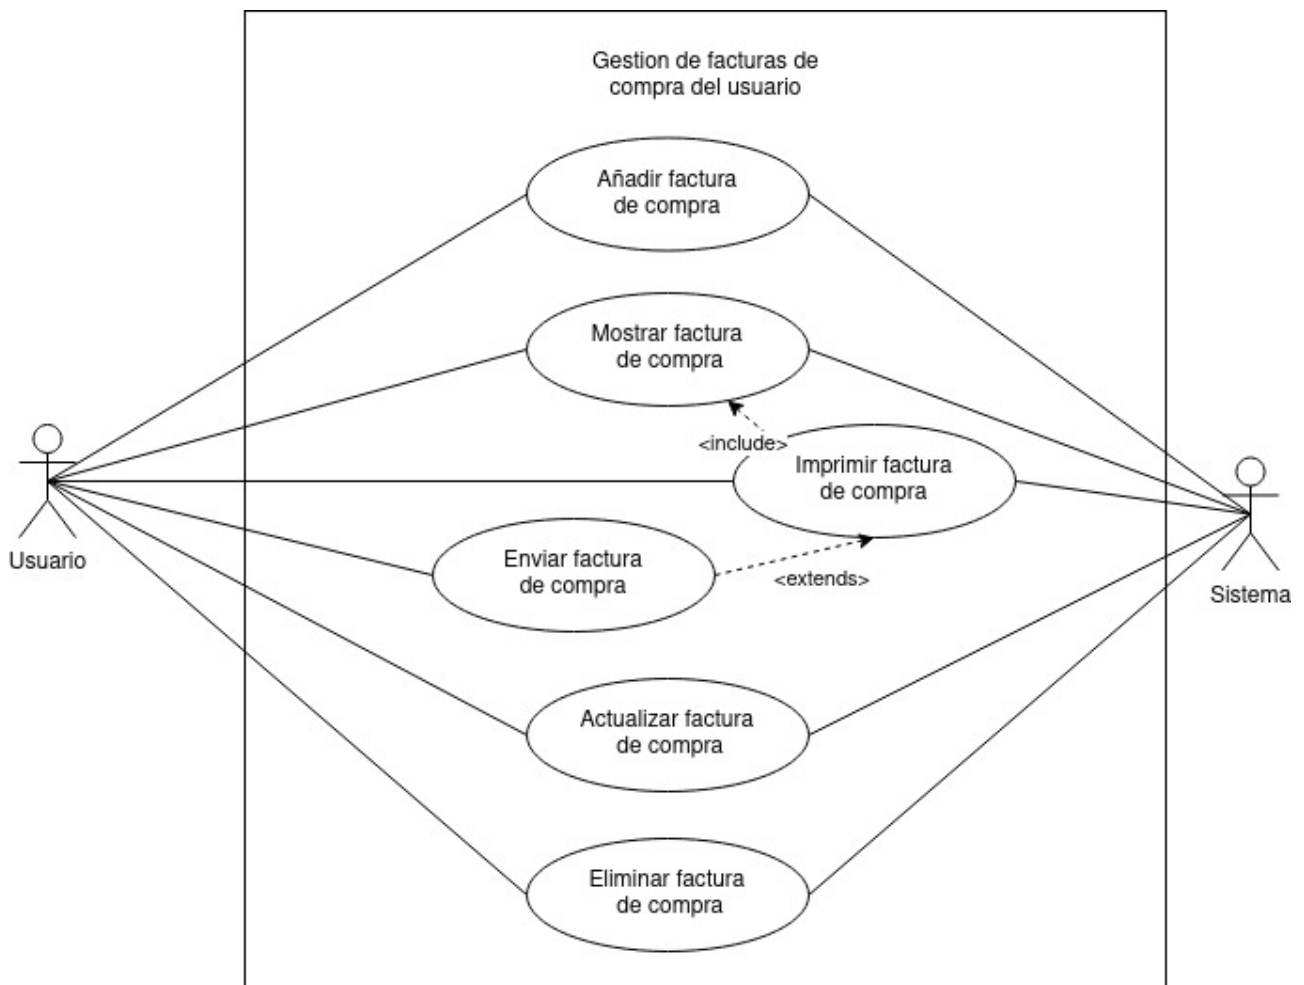 Gestion de facturas de
compra del usuario
Añadir factura
de compra
Mostrar factura
de compra
<include>
Imprimir factura
de compra
Enviar factura
de compra
<extends>
Usuario
Sistema
Actualizar factura
de compra
Eliminar factura
de compra